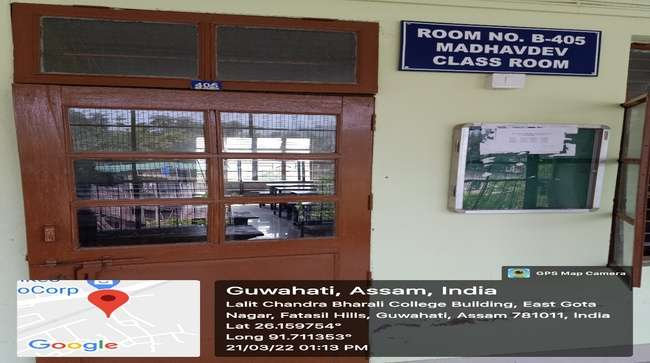 ROOM NO. B-405
MADHAVDEV
CLASS ROOM
GPS Map Camera
oCorp
Google
Guwahati, Assam, India
Lalit Chandra Bharali College Building, East Gota
Nagar, Fatasil Hills, Guwahati, Assam 781011, India
Lat 26.159754°
Long 91.711353°
21/03/22 01:13 PM